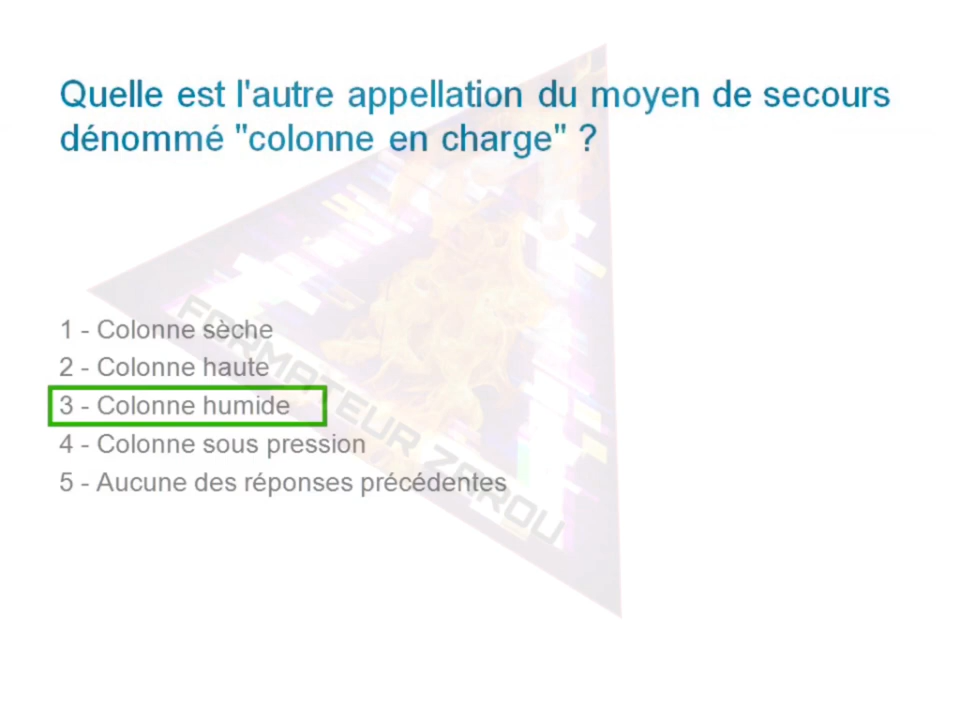 Quelle est l'autre appellation du moyen de secours
dénommé "colonne en charge" ?
1 - Colonne sèche
2 - Colonne haute
3 - Colonne humide
4 - Colonne sous pression
5 - Aucune des réponses précédentes
FORMATEUR ZAROU